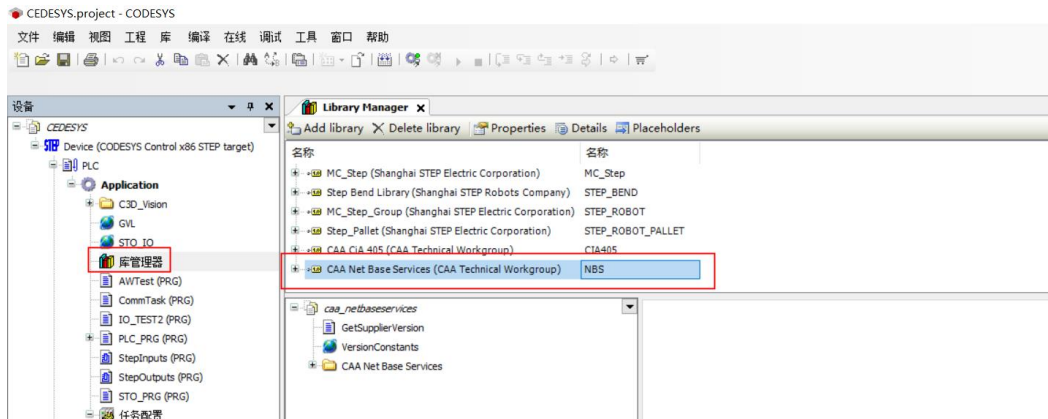 CEDESYS.project - CODESYS
文件 编辑 视图 工程 库 编译 在线 调试 工具 窗口 帮助
设备
CEDESYS
Device (CODESYS Control x86 STEP target)
PLC
Application
C3D_Vision
GVL
STO_IO
库管理器
AWTest (PRG)
CommTask (PRG)
IO_TEST2 (PRG)
PLC_PRG (PRG)
StepInputs (PRG)
StepOutputs (PRG)
STO_PRG (PRG)
任务配置
Library Manager
Add library Delete library Properties Details Placeholders
名称 名称
MC_Step (Shanghai STEP Electric Corporation) MC_Step
Step Bend Library (Shanghai STEP Robots Company) STEP_BEND
MC_Step_Group (Shanghai STEP Electric Corporation) STEP_ROBOT
Step_Pallet (Shanghai STEP Electric Corporation) STEP_ROBOT_PALLET
CAA CiA 405 (CAA Technical Workgroup) CIA405
CAA Net Base Services (CAA Technical Workgroup) NBS
caa_netbaseservices
GetSupplierVersion
VersionConstants
CAA Net Base Services